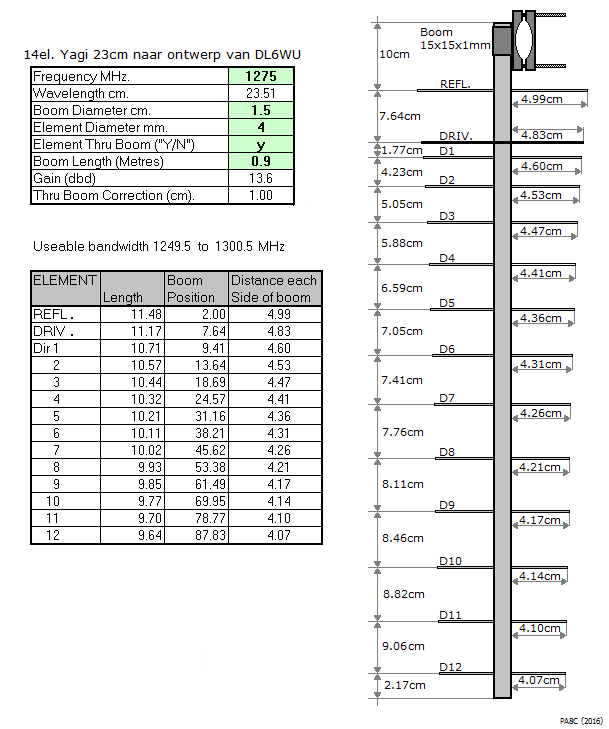 14el. Yagi 23cm naar ontwerp van DL6WU
Frequency MHz. 1275
Wavelength cm. 23.51
Boom Diameter cm. 1.5
Element Diameter mm. 4
Element Thru Boom ("Y/N") y
Boom Length (Metres) 0.9
Gain (dbd) 13.6
Thru Boom Correction (cm). 1.00
Useable bandwidth 1249.5 to 1300.5 MHz
ELEMENT Length Boom Position Distance each Side of boom
REFL. 11.48 2.00 4.99
DRIV. 11.17 7.64 4.83
Dir 1 10.71 9.41 4.60
2 10.57 13.64 4.53
3 10.44 18.69 4.47
4 10.32 24.57 4.41
5 10.21 31.16 4.36
6 10.11 38.21 4.31
7 10.02 45.62 4.26
8 9.93 53.38 4.21
9 9.85 61.49 4.17
10 9.77 69.95 4.14
11 9.70 78.77 4.10
12 9.64 87.83 4.07
Boom
15x15x1mm
10cm
REFL.
4.99cm
7.64cm
DRIV.
4.83cm
1.77cm
D1
4.60cm
4.23cm
D2
4.53cm
5.05cm
D3
4.47cm
5.88cm
D4
4.41cm
6.59cm
D5
4.36cm
7.05cm
D6
4.31cm
7.41cm
D7
4.26cm
7.76cm
D8
4.21cm
8.11cm
D9
4.17cm
8.46cm
D10
4.14cm
8.82cm
D11
4.10cm
9.06cm
D12
4.07cm
2.17cm
PA8C (2016)